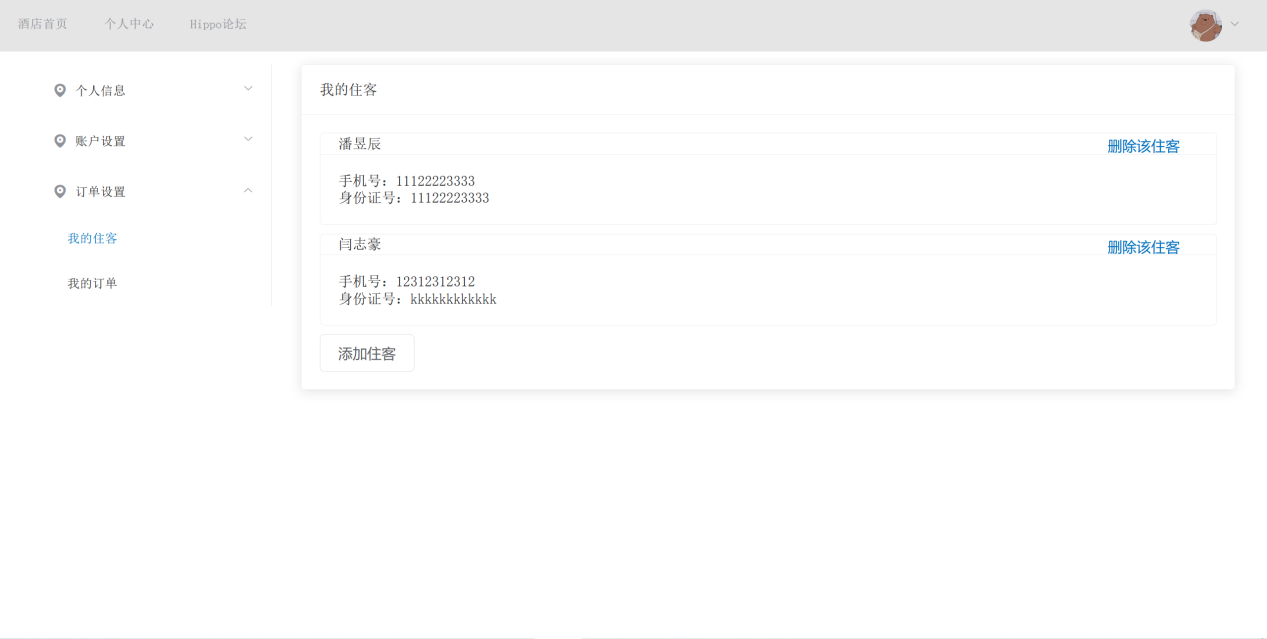 酒店首页 个人中心 Hippo论坛
个人信息
账户设置
订单设置
我的住客
我的订单
我的住客
潘昱辰 删除该住客
手机号：11122223333
身份证号：11122223333
闫志豪 删除该住客
手机号：12312312312
身份证号：kkkkkkkkkkkk
添加住客